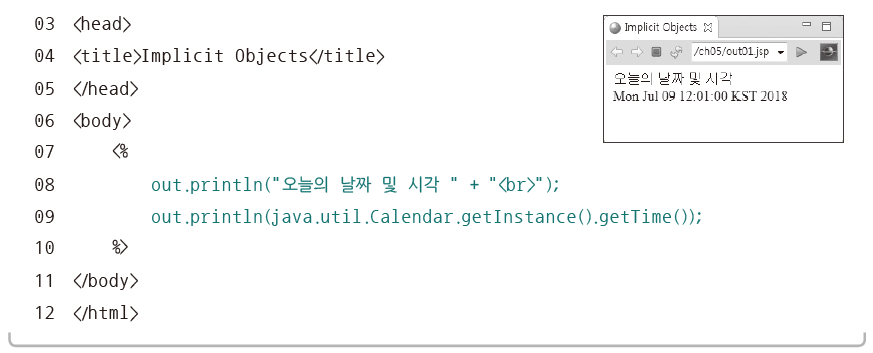 03 <head>
04 <title>Implicit Objects</title>
05 </head>
06 <body>
07 <%
08 out.println("오늘의 날짜 및 시각 " + "<br>");
09 out.println(java.util.Calendar.getInstance().getTime());
10 %>
11 </body>
12 </html>
Implicit Objects
/ch05/out01.jsp
오늘의 날짜 및 시각
Mon Jul 09 12:01:00 KST 2018